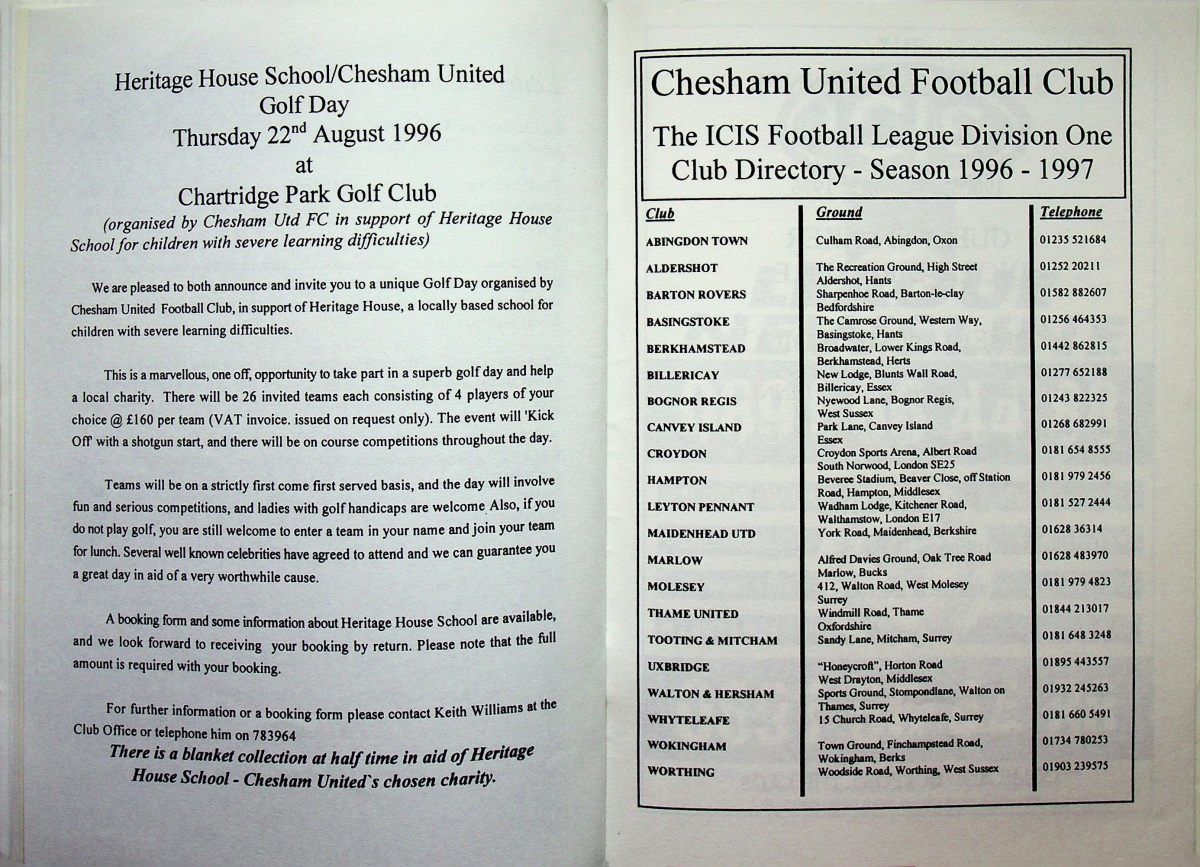 Heritage House School/Chesham United
Golf Day
Thursday 22nd August 1996
at
Chartridge Park Golf Club
(organised by Chesham Utd FC in support of Heritage House
School for children with severe learning difficulties)
We are pleased to both announce and invite you to a unique Golf Day organised by
Chesham United Football Club, in support of Heritage House, a locally based school for
children with severe learning difficulties.
This is a marvellous, one off, opportunity to take part in a superb golf day and help
a local charity. There will be 26 invited teams each consisting of 4 players of your
choice @ £160 per team (VAT invoice. issued on request only). The event will 'Kick
Off with a shotgun start, and there will be on course competitions throughout the day.
Teams will be on a strictly first come first served basis, and the day will involve
fun and serious competitions, and ladies with golf handicaps are welcome. Also, if you
do not play golf, you are still welcome to enter a team in your name and join your team
for lunch. Several well known celebrities have agreed to attend and we can guarantee you
a great day in aid of a very worthwhile cause.
A booking form and some information about Heritage House School are available,
and we look forward to receiving your booking by return. Please note that the full
amount is required with your booking.
For further information or a booking form please contact Keith Williams at the
Club Office or telephone him on 783964
There is a blanket collection at half time in aid of Heritage
House School - Chesham United`s chosen charity.
Chesham United Football Club
The ICIS Football League Division One
Club Directory - Season 1996 - 1997
Club Ground Telephone
ABINGDON TOWN Culham Road, Abingdon, Oxon 01235 521684
ALDERSHOT The Recreation Ground, High Street 01252 20211
Aldershot, Hants
BARTON ROVERS Sharpenhoe Road, Barton-le-clay 01582 882607
Bedfordshire
BASINGSTOKE The Camrose Ground, Western Way, 01256 464353
Basingstoke, Hants
BERKHAMSTEAD Broadwater, Lower Kings Road, 01442 862815
Berkhamstead, Herts
BILLERICAY New Lodge, Blunts Wall Road, 01277 652188
Billericay, Essex
BOGNOR REGIS Nyewood Lane, Bognor Regis, 01243 822325
West Sussex
CANVEY ISLAND Park Lane, Canvey Island 01268 682991
Essex
CROYDON Croydon Sports Arena, Albert Road 0181 654 8555
South Norwood, London SE25
HAMPTON Beveree Stadium, Beaver Close, off Station 0181 979 2456
Road, Hampton, Middlesex
LEYTON PENNANT Wadham Lodge, Kitchener Road, 0181 527 2444
Walthamstow, London E17
MAIDENHEAD UTD York Road, Maidenhead, Berkshire 01628 36314
MARLOW Alfred Davies Ground, Oak Tree Road 01628 483970
Marlow, Bucks
MOLESEY 412, Walton Road, West Molesey 0181 979 4823
Surrey
THAME UNITED Windmill Road, Thame 01844 213017
Oxfordshire
TOOTING & MITCHAM Sandy Lane, Mitcham, Surrey 0181 648 3248
UXBRIDGE “Honeycroft”, Horton Road 01895 443557
West Drayton, Middlesex
WALTON & HERSHAM Sports Ground, Stompondlane, Walton on 01932 245263
Thames, Surrey
WHYTELEAFE 15 Church Road, Whyteleafe, Surrey 0181 660 5491
WOKINGHAM Town Ground, Finchampstead Road, 01734 780253
Wokingham, Berks
WORTHING Woodside Road, Worthing, West Sussex 01903 239575